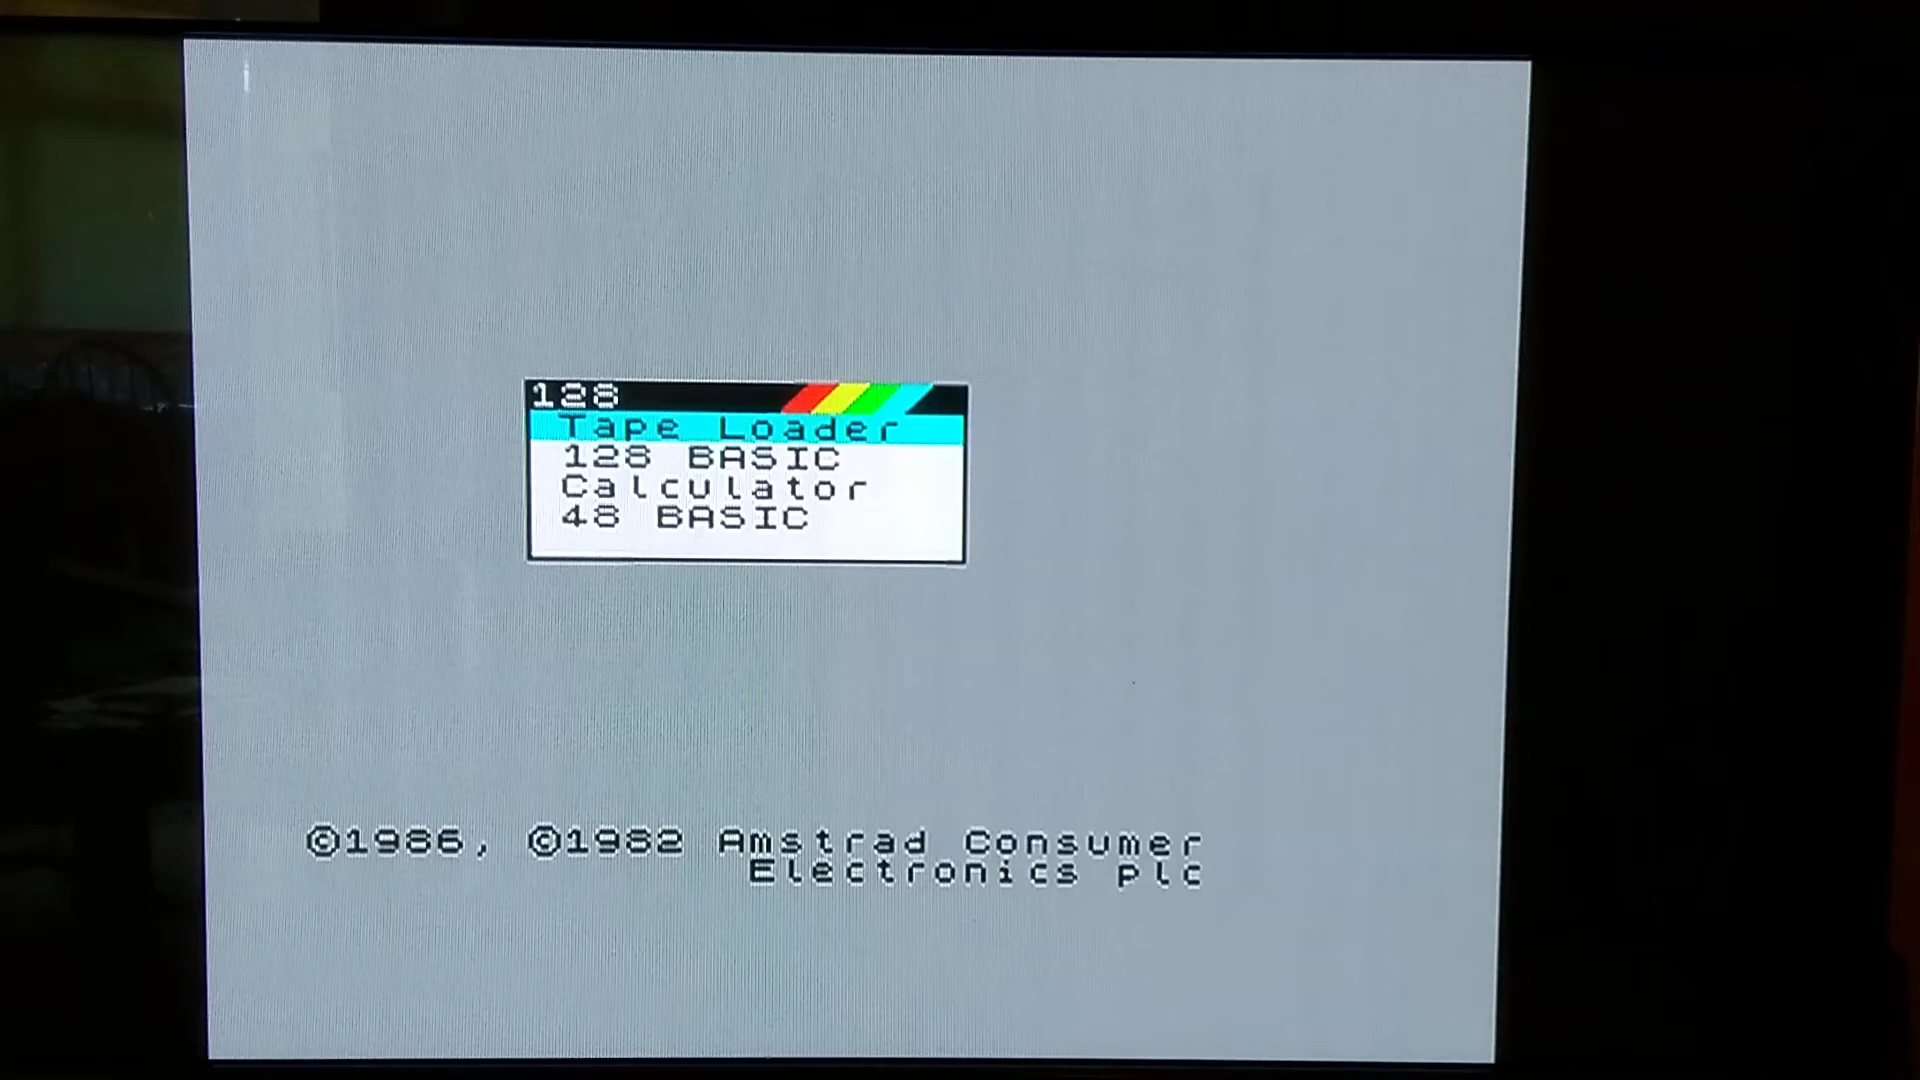 128
Tape Loader
128 BASIC
Calculator
48 BASIC
©1986, ©1982 Amstrad Consumer
Electronics plc